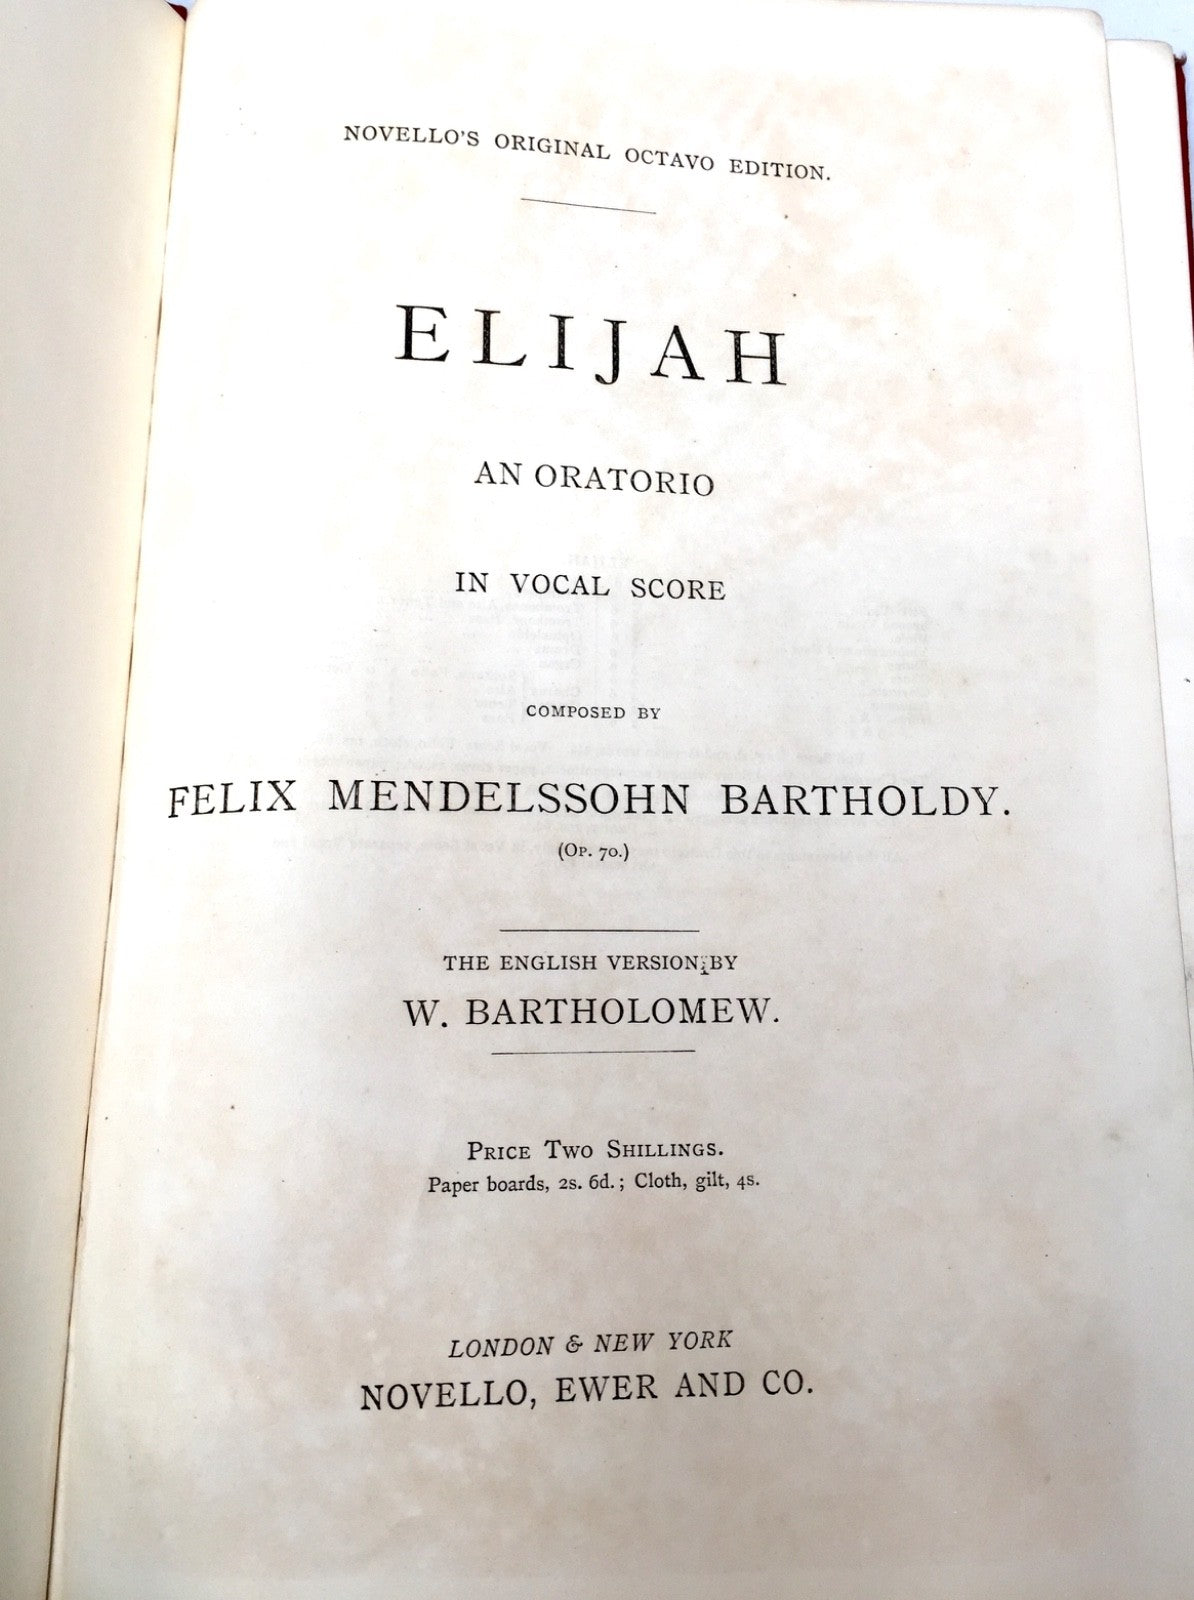 NOVELLO'S ORIGINAL OCTAVO EDITION.
ELIJAH
AN ORATORIO
IN VOCAL SCORE
COMPOSED BY
FELIX MENDELSSOHN BARTHOLDY.
(OP. 70.)
THE ENGLISH VERSION BY
W. BARTHOLOMEW.
PRICE TWO SHILLINGS.
Paper boards, 2s. 6d.; Cloth, gilt, 4s.
LONDON & NEW YORK
NOVELLO, EWER AND CO.